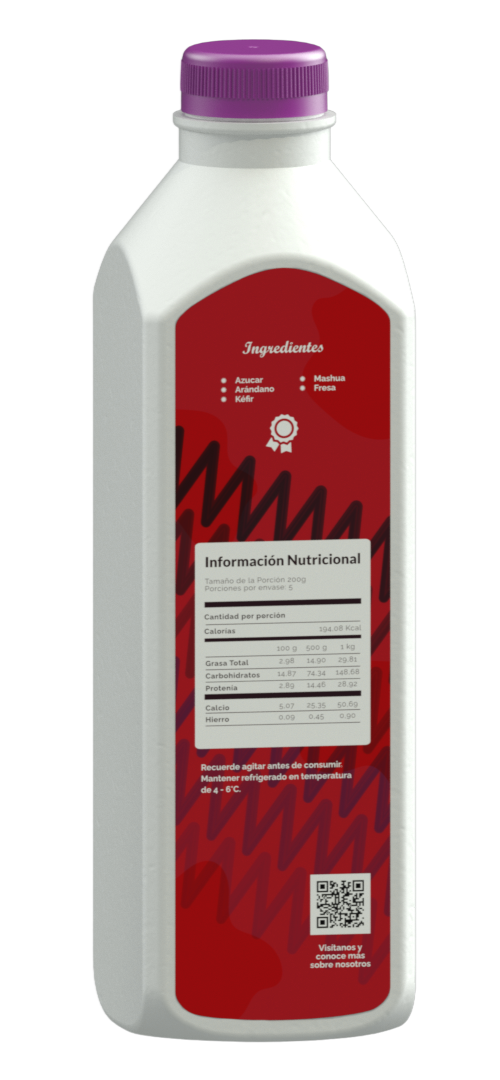 Ingredientes
Azucar
Arándano
Kéfir
Mashua
Fresa
Información Nutricional
Tamaño de la Porción 200g
Porciones por envase: 5
Cantidad por perción
Calorías 194.08 Kcal
100 g 500 g 1 kg
Grasa Total 2.98 14.90 29.81
Carbohidratos 14.87 74.34 148.68
Protenía 2.89 14.46 28.92
Calcio 5.07 25.35 50.69
Hierro 0.09 0.45 0.90
Recuerde agitar antes de consumir.
Mantener refrigerado en temperatura
de 4 - 6°C.
Visítanos y
conoce más
sobre nosotros